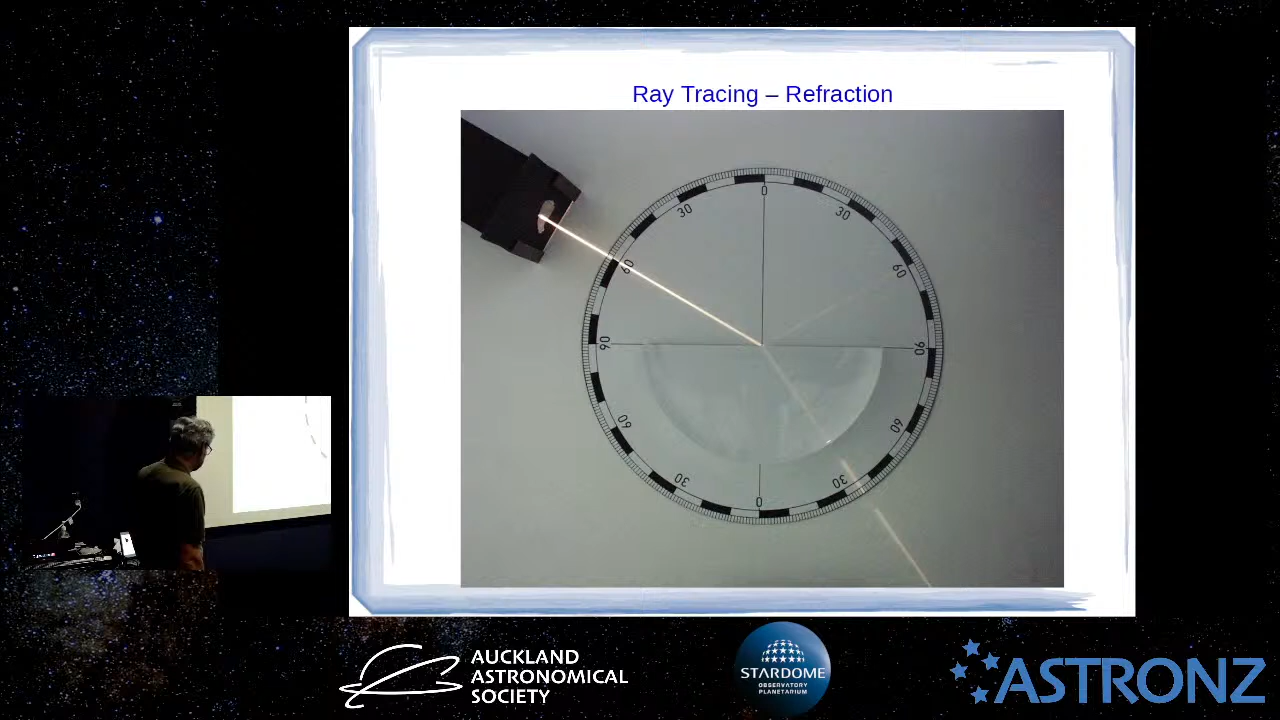 Ray Tracing – Refraction
0
30
30
60
60
90
90
60
60
30
30
0
AUCKLAND
ASTRONOMICAL
SOCIETY
STARDOME
OBSERVATORY
PLANETARIUM
ASTRONZ